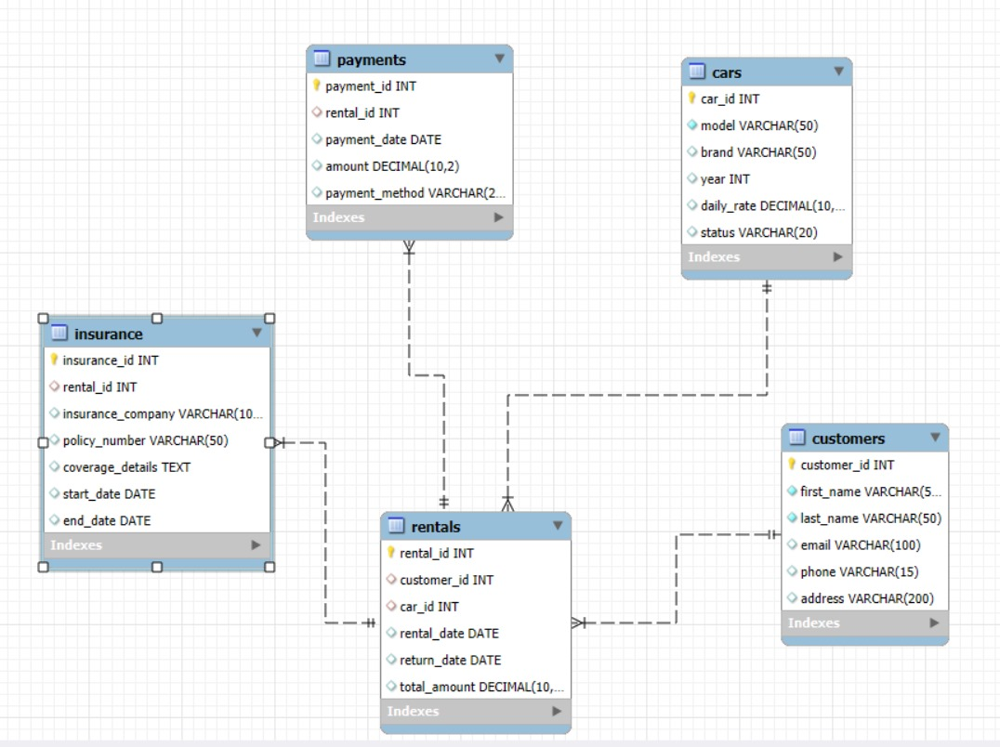 payments
payment_id INT
rental_id INT
payment_date DATE
amount DECIMAL(10,2)
payment_method VARCHAR(2...
Indexes
cars
car_id INT
model VARCHAR(50)
brand VARCHAR(50)
year INT
daily_rate DECIMAL(10,...
status VARCHAR(20)
Indexes
insurance
insurance_id INT
rental_id INT
insurance_company VARCHAR(10...
policy_number VARCHAR(50)
coverage_details TEXT
start_date DATE
end_date DATE
Indexes
customers
customer_id INT
first_name VARCHAR(5...
last_name VARCHAR(50)
email VARCHAR(100)
phone VARCHAR(15)
address VARCHAR(200)
Indexes
rentals
rental_id INT
customer_id INT
car_id INT
rental_date DATE
return_date DATE
total_amount DECIMAL(10,...
Indexes